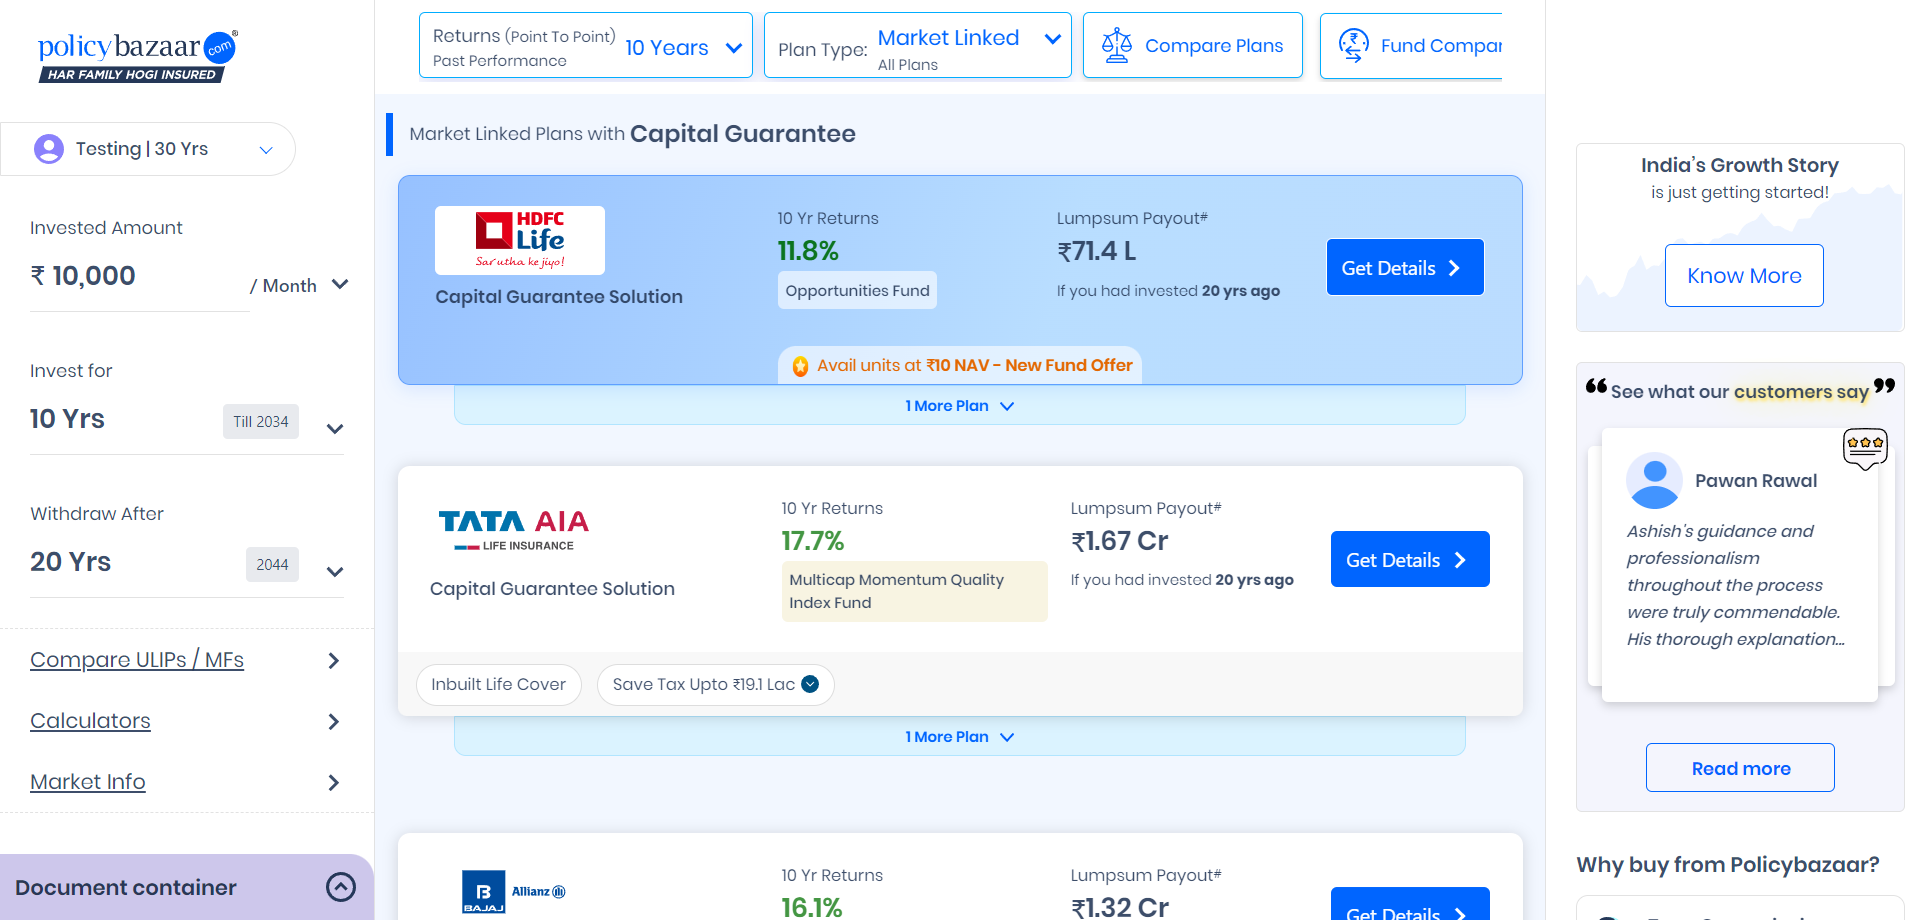 policybazaar.com®
HAR FAMILY HOGI INSURED
Testing | 30 Yrs
Invested Amount
₹ 10,000
/ Month
Invest for
10 Yrs
Till 2034
Withdraw After
20 Yrs
2044
Compare ULIPs / MFs
Calculators
Market Info
Document container
Returns (Point To Point)
Past Performance
10 Years
Plan Type:
Market Linked
All Plans
Compare Plans
Fund Compar
Market Linked Plans with Capital Guarantee
HDFC
Life
Sar utha ke jiyo!
Capital Guarantee Solution
10 Yr Returns
11.8%
Opportunities Fund
Lumpsum Payout#
₹71.4 L
If you had invested 20 yrs ago
Get Details
Avail units at ₹10 NAV - New Fund Offer
1 More Plan
TATA AIA
LIFE INSURANCE
Capital Guarantee Solution
10 Yr Returns
17.7%
Multicap Momentum Quality
Index Fund
Lumpsum Payout#
₹1.67 Cr
If you had invested 20 yrs ago
Get Details
Inbuilt Life Cover
Save Tax Upto ₹19.1 Lac
1 More Plan
B
BAJAJ
Allianz
10 Yr Returns
16.1%
Lumpsum Payout#
₹1.32 Cr
Get Details
India's Growth Story
is just getting started!
Know More
“ See what our customers say ”
Pawan Rawal
Ashish's guidance and
professionalism
throughout the process
were truly commendable.
His thorough explanation...
Read more
Why buy from Policybazaar?